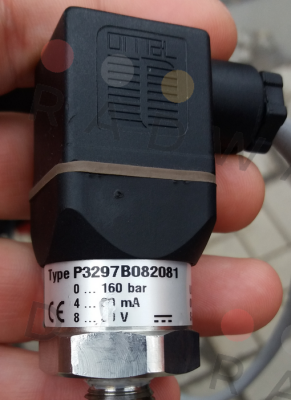 Type P3297B082081
0 ... 160 bar
4 ... mA
8 ... V
CE